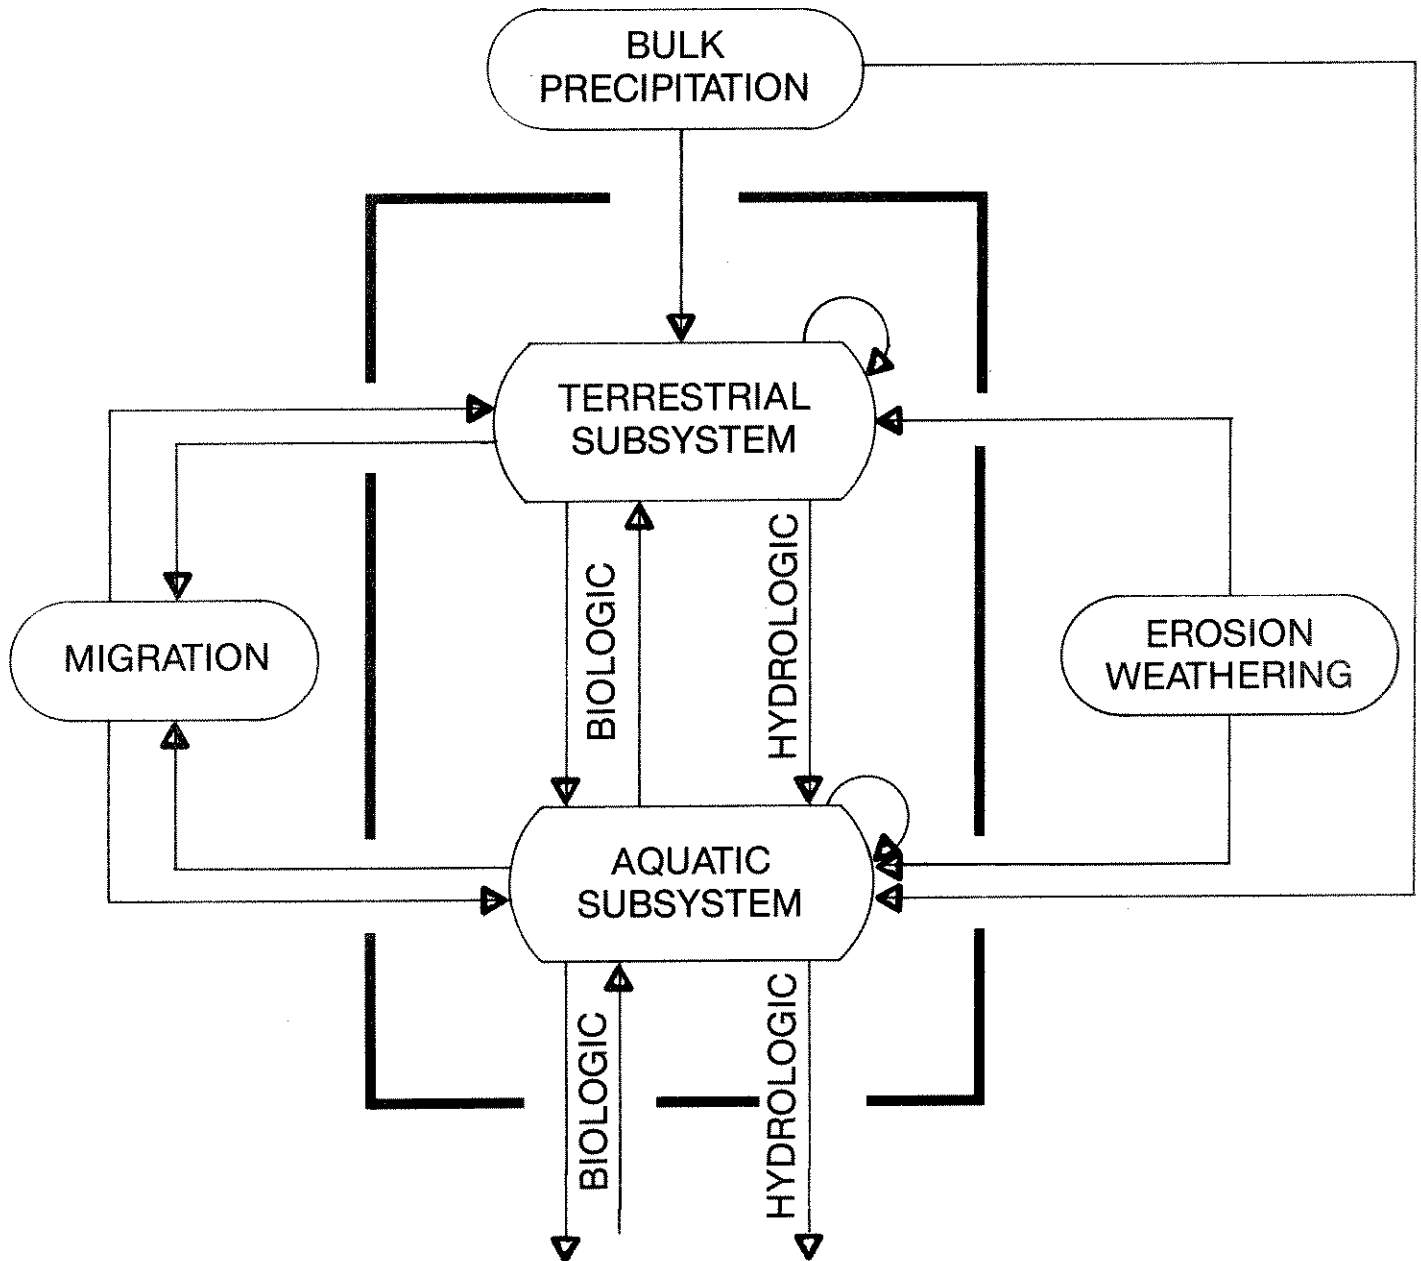 BULK
PRECIPITATION
TERRESTRIAL
SUBSYSTEM
BIOLOGIC
HYDROLOGIC
MIGRATION
EROSION
WEATHERING
AQUATIC
SUBSYSTEM
BIOLOGIC
HYDROLOGIC